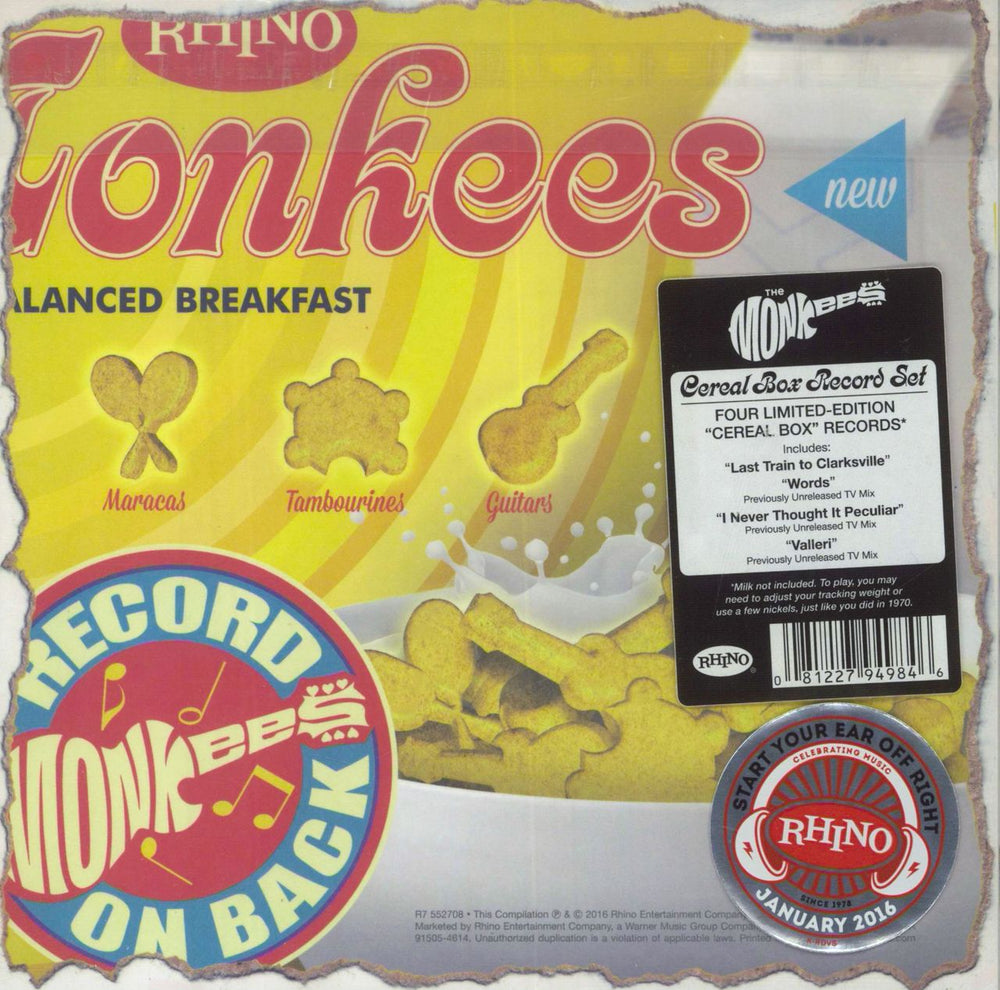 RHINO
onkees
new
ALANCED BREAKFAST
Maracas
Tambourines
Guitars
THE
MONKEES
Cereal Box Record Set
FOUR LIMITED-EDITION
"CEREAL BOX" RECORDS*
Includes:
"Last Train to Clarksville"
"Words"
Previously Unreleased TV Mix
"I Never Thought It Peculiar"
Previously Unreleased TV Mix
"Valleri"
Previously Unreleased TV Mix
*Milk not included. To play, you may
need to adjust your tracking weight or
use a few nickels, just like you did in 1970.
RHINO
0 81227 94984 6
RECORD
MONKEES
ON BACK
START YOUR EAR OFF RIGHT
CELEBRATING MUSIC
RHINO
SINCE 1978
JANUARY 2016
R7 552708 • This Compilation ℗ & © 2016 Rhino Entertainment Company
Marketed by Rhino Entertainment Company, a Warner Music Group Compan
91505-4614. Unauthorized duplication is a violation of applicable laws. Printed
.com